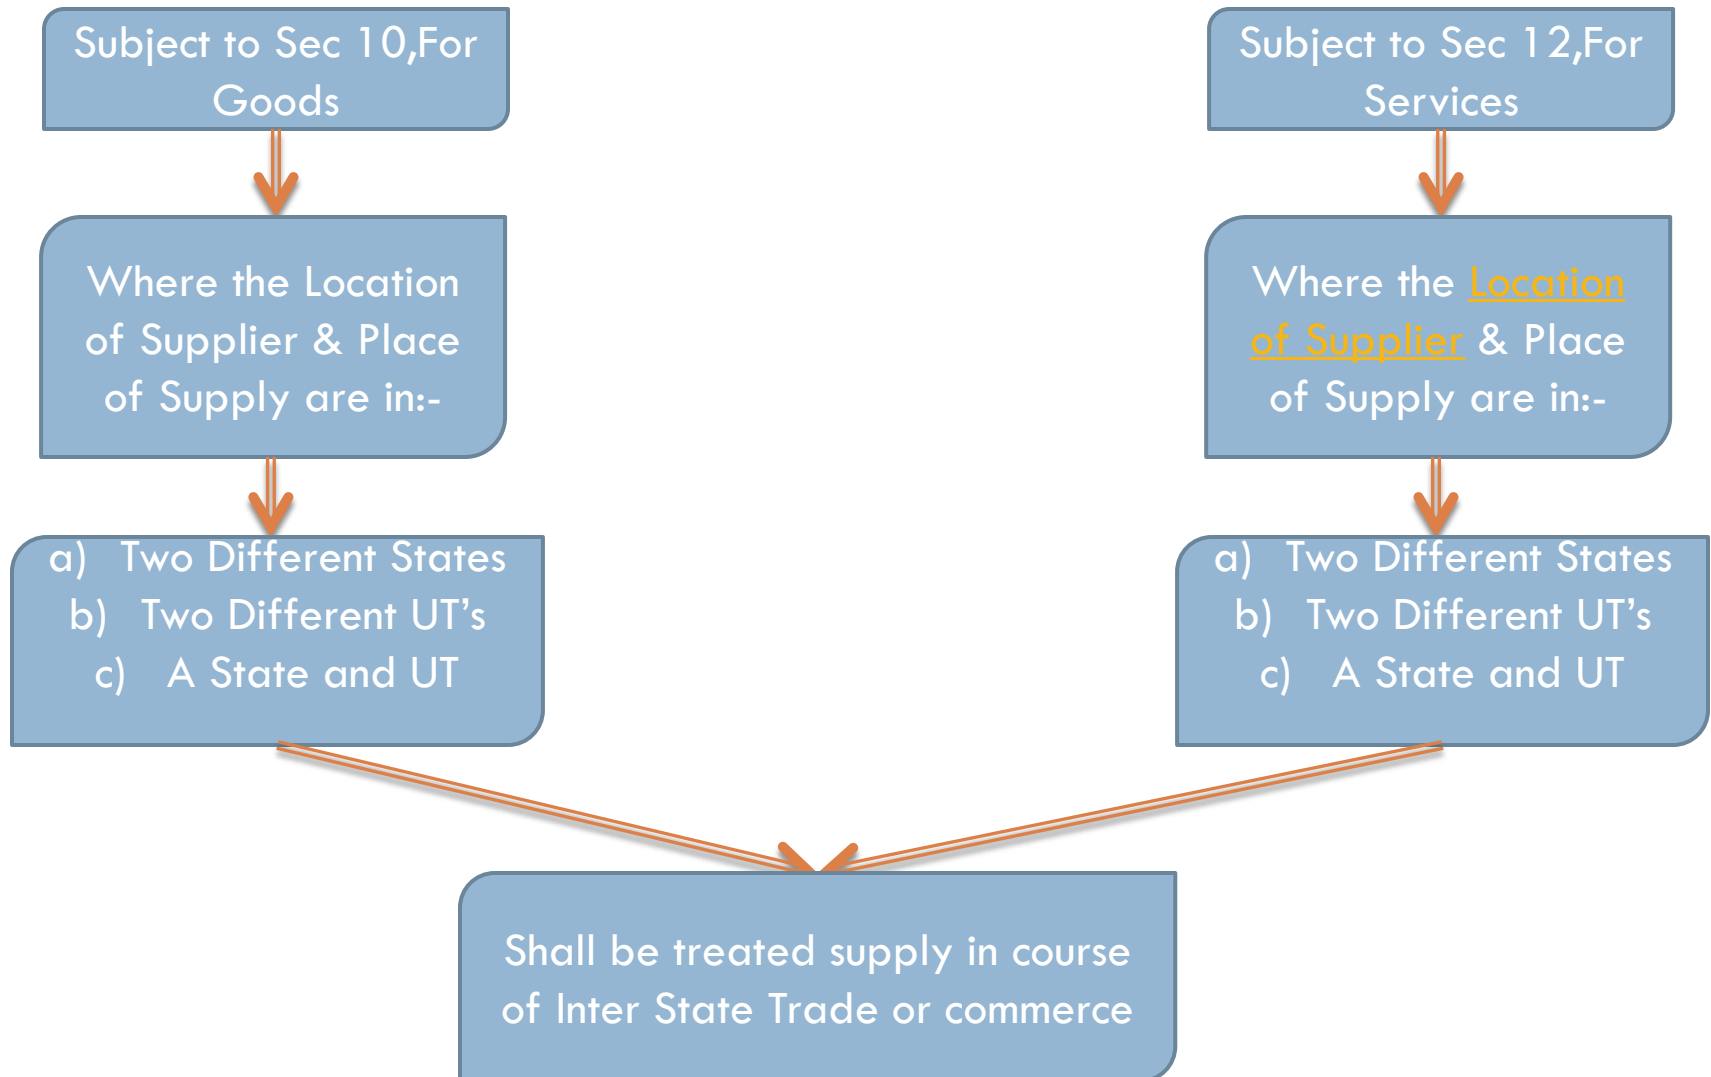 Subject to Sec 10,For
Goods
Where the Location
of Supplier & Place
of Supply are in:-
a) Two Different States
b) Two Different UT’s
c) A State and UT
Subject to Sec 12,For
Services
Where the Location
of Supplier & Place
of Supply are in:-
a) Two Different States
b) Two Different UT’s
c) A State and UT
Shall be treated supply in course
of Inter State Trade or commerce